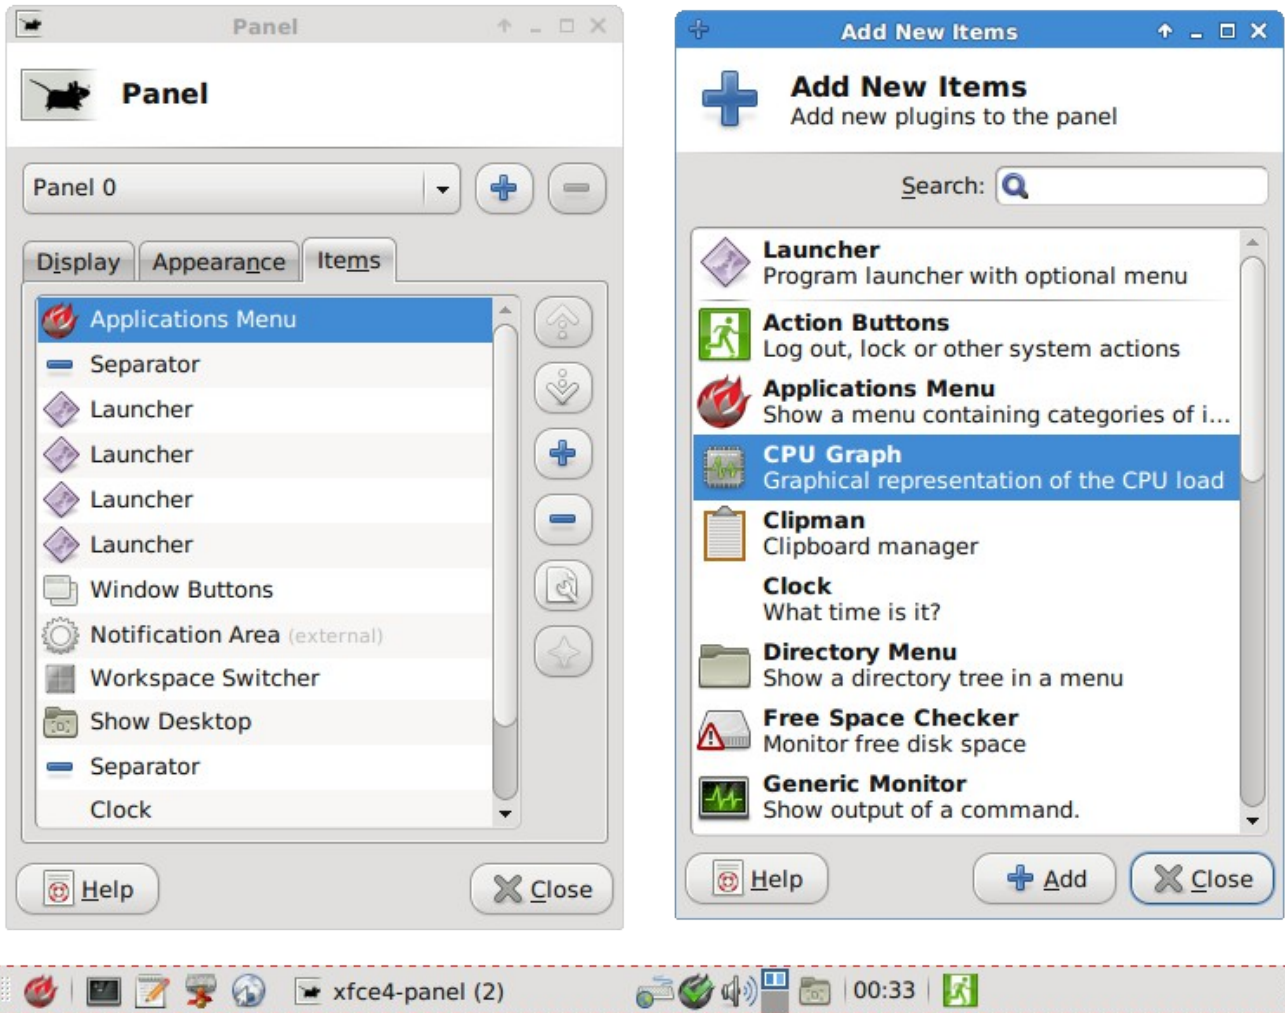 Panel
Panel
Panel 0
Display Appearance Items
Applications Menu
Separator
Launcher
Launcher
Launcher
Launcher
Window Buttons
Notification Area (external)
Workspace Switcher
Show Desktop
Separator
Clock
Help Close
Add New Items
Add New Items
Add new plugins to the panel
Search:
Launcher
Program launcher with optional menu
Action Buttons
Log out, lock or other system actions
Applications Menu
Show a menu containing categories of i...
CPU Graph
Graphical representation of the CPU load
Clipman
Clipboard manager
Clock
What time is it?
Directory Menu
Show a directory tree in a menu
Free Space Checker
Monitor free disk space
Generic Monitor
Show output of a command.
Help Add Close
xfce4-panel (2) 00:33